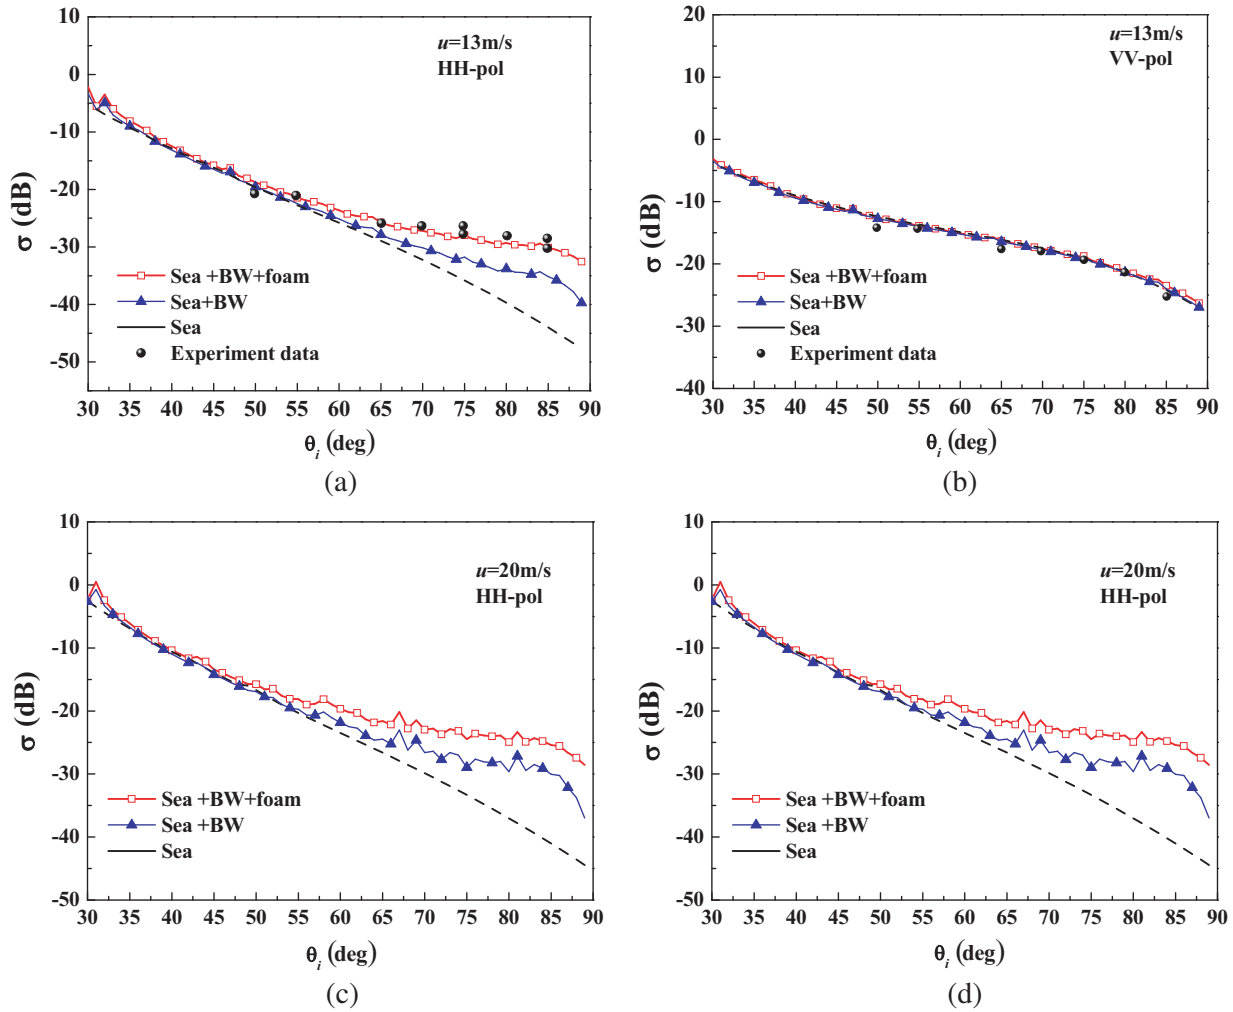 10
0
-10
-20
-30
-40
-50
σ (dB)
u=13m/s
HH-pol
Sea +BW+foam
Sea+BW
Sea
Experiment data
30 35 40 45 50 55 60 65 70 75 80 85 90
θi (deg)
(a)
20
10
0
-10
-20
-30
-40
σ (dB)
u=13m/s
VV-pol
Sea +BW+foam
Sea+BW
Sea
Experiment data
30 35 40 45 50 55 60 65 70 75 80 85 90
θi (deg)
(b)
10
0
-10
-20
-30
-40
-50
σ (dB)
u=20m/s
HH-pol
Sea +BW+foam
Sea +BW
Sea
30 35 40 45 50 55 60 65 70 75 80 85 90
θi (deg)
(c)
10
0
-10
-20
-30
-40
-50
σ (dB)
u=20m/s
HH-pol
Sea +BW+foam
Sea +BW
Sea
30 35 40 45 50 55 60 65 70 75 80 85 90
θi (deg)
(d)